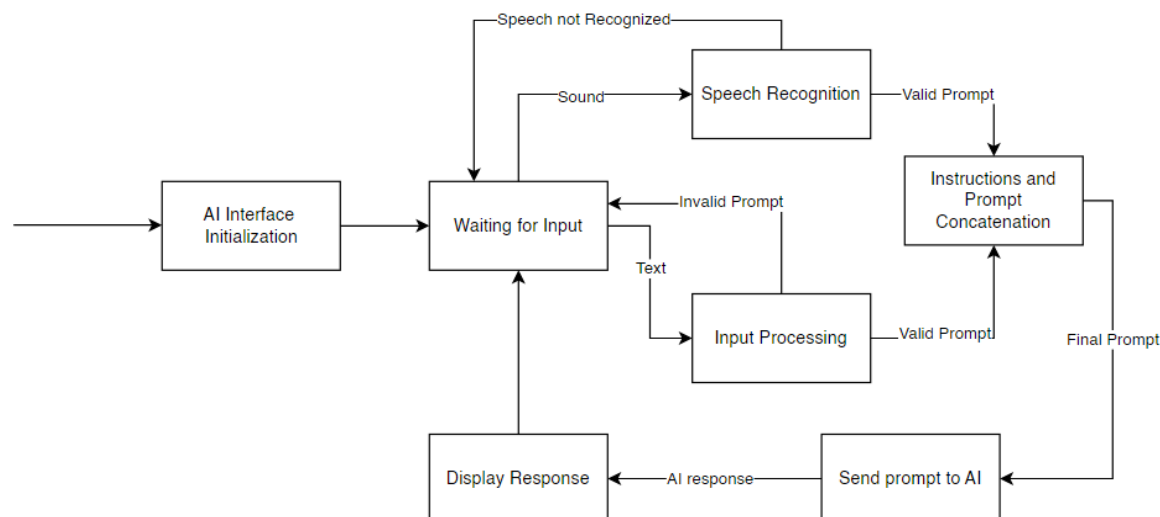 Speech not Recognized
Speech Recognition
Sound
Valid Prompt
AI Interface
Initialization
Waiting for Input
Invalid Prompt
Instructions and
Prompt
Concatenation
Text
Input Processing
Valid Prompt
Final Prompt
Display Response
AI response
Send prompt to AI